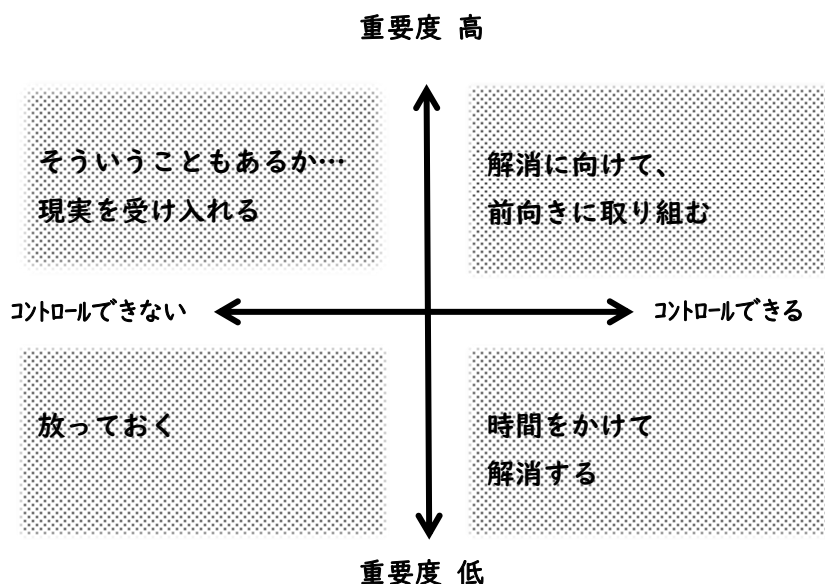 重要度 高
そういうこともあるか…
現実を受け入れる
解消に向けて、
前向きに取り組む
コントロールできない
コントロールできる
放っておく
時間をかけて
解消する
重要度 低